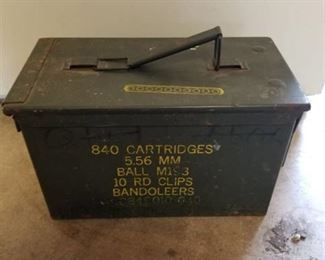 840 CARTRIDGES
5.56 MM
BALL M193
10 RD CLIPS
BANDOLEERS